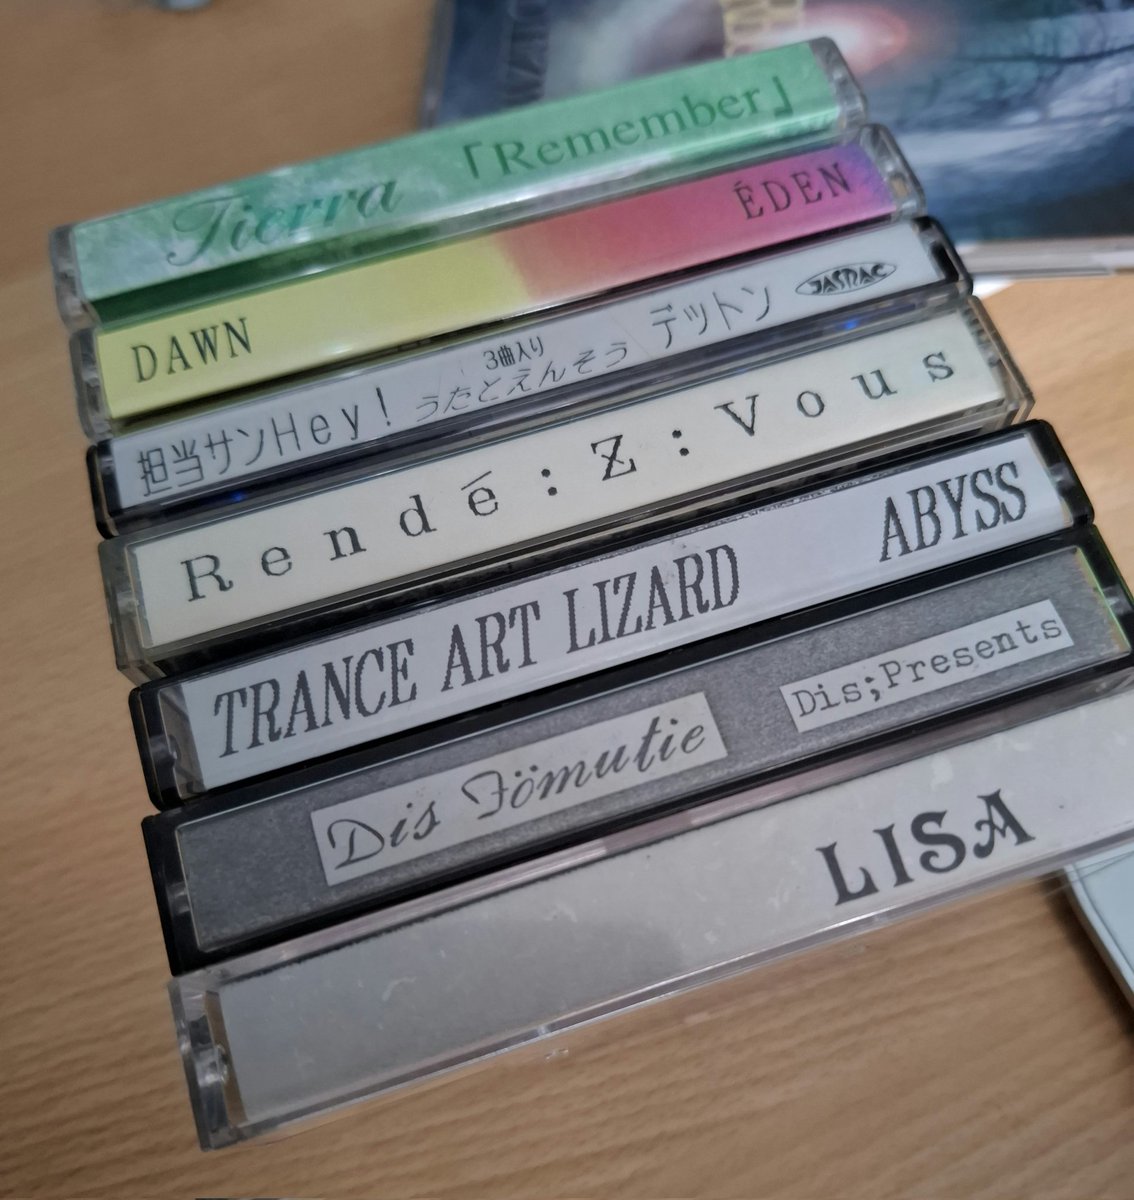 Tierra 「Remember」
DAWN ÉDEN
担当サンHey! 3曲入り うたとえんそう デットン JASRAC
Rendé:Z:Vous
TRANCE ART LIZARD ABYSS
Dis Fömutie Dis;Presents
LISA